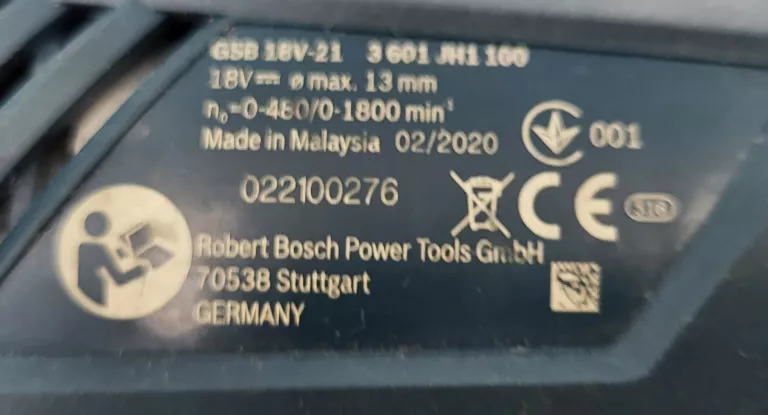 GSB 18V-21 3 601 JH1 100
18V⎓ ø max. 13 mm
n₀=0-480/0-1800 min⁻¹
Made in Malaysia 02/2020
001
022100276
CE
Robert Bosch Power Tools GmbH
70538 Stuttgart
GERMANY